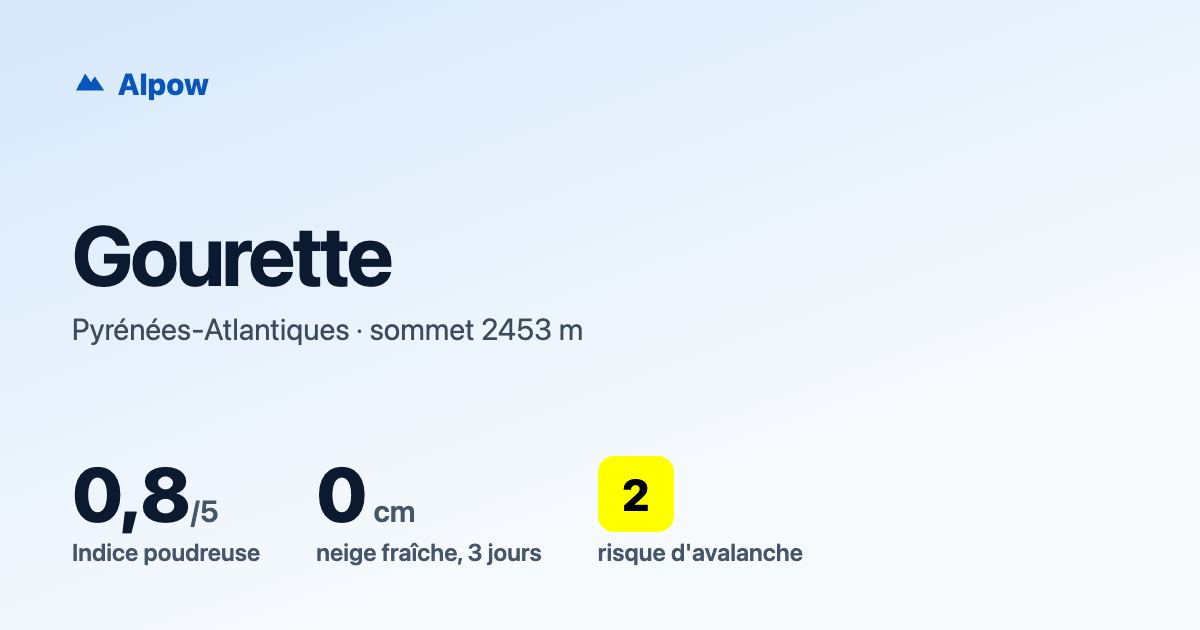 Alpow
Gourette
Pyrénées-Atlantiques · sommet 2453 m
0,8/5
Indice poudreuse
0 cm
neige fraîche, 3 jours
2
risque d'avalanche